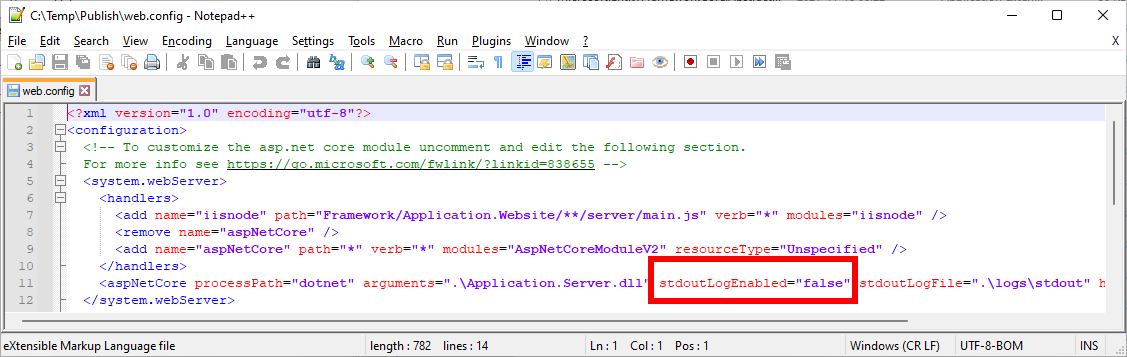 C:\Temp\Publish\web.config - Notepad++
File Edit Search View Encoding Language Settings Tools Macro Run Plugins Window ? X
web.config
1 <?xml version="1.0" encoding="utf-8"?>
2 <configuration>
3 <!-- To customize the asp.net core module uncomment and edit the following section.
4 For more info see https://go.microsoft.com/fwlink/?linkid=838655 -->
5 <system.webServer>
6 <handlers>
7 <add name="iisnode" path="Framework/Application.Website/**/server/main.js" verb="*" modules="iisnode" />
8 <remove name="aspNetCore" />
9 <add name="aspNetCore" path="*" verb="*" modules="AspNetCoreModuleV2" resourceType="Unspecified" />
10 </handlers>
11 <aspNetCore processPath="dotnet" arguments=".\Application.Server.dll" stdoutLogEnabled="false" stdoutLogFile=".\logs\stdout" h
12 </system.webServer>
eXtensible Markup Language file length : 782 lines : 14 Ln : 1 Col : 1 Pos : 1 Windows (CR LF) UTF-8-BOM INS